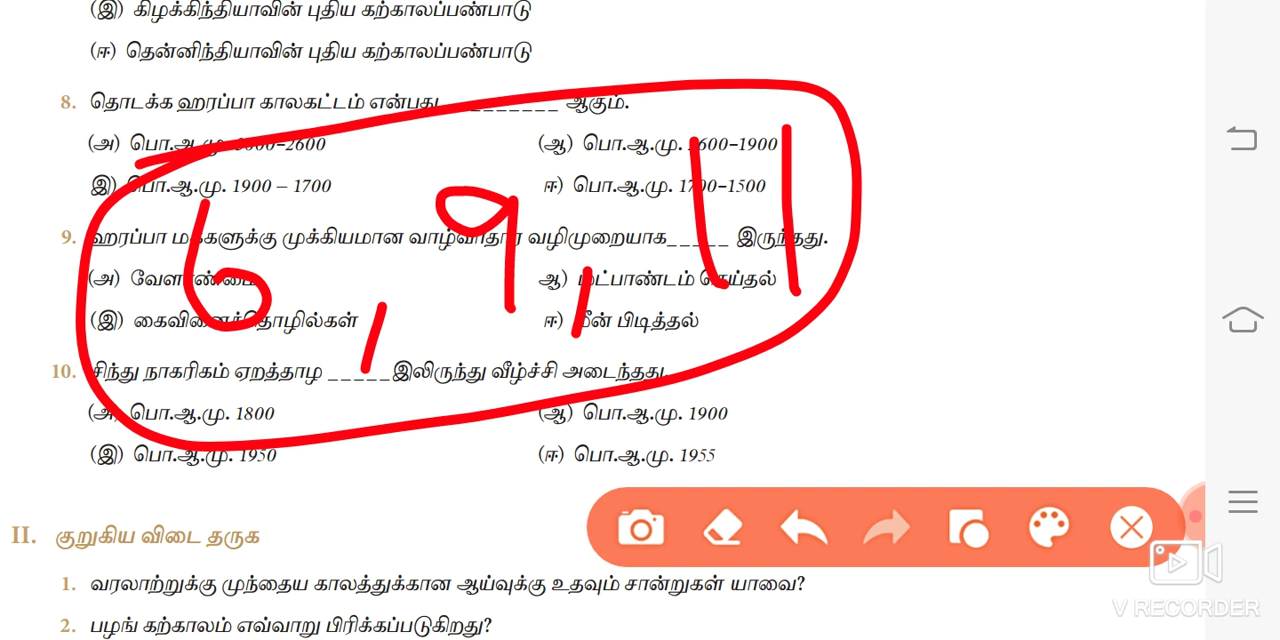 (இ) கிழக்கிந்தியாவின் புதிய கற்காலப்பண்பாடு
(ஈ) தென்னிந்தியாவின் புதிய கற்காலப்பண்பாடு
8. தொடக்க ஹரப்பா காலகட்டம் என்பது _________ ஆகும்.
(அ) பொ.ஆ.மு. 3000-2600 (ஆ) பொ.ஆ.மு. 2600-1900
இ) பொ.ஆ.மு. 1900 – 1700 ஈ) பொ.ஆ.மு. 1700-1500
9. ஹரப்பா மக்களுக்கு முக்கியமான வாழ்வாதார வழிமுறையாக_____ இருந்தது.
(அ) வேளாண்மை ஆ) மட்பாண்டம் செய்தல்
(இ) கைவினைத்தொழில்கள் ஈ) மீன் பிடித்தல்
6, 9, 11
10. சிந்து நாகரிகம் ஏறத்தாழ _____இலிருந்து வீழ்ச்சி அடைந்தது.
(அ) பொ.ஆ.மு. 1800 (ஆ) பொ.ஆ.மு. 1900
(இ) பொ.ஆ.மு. 1950 (ஈ) பொ.ஆ.மு. 1955
II. குறுகிய விடை தருக
1. வரலாற்றுக்கு முந்தைய காலத்துக்கான ஆய்வுக்கு உதவும் சான்றுகள் யாவை?
V RECORDER
2. பழங் கற்காலம் எவ்வாறு பிரிக்கப்படுகிறது?